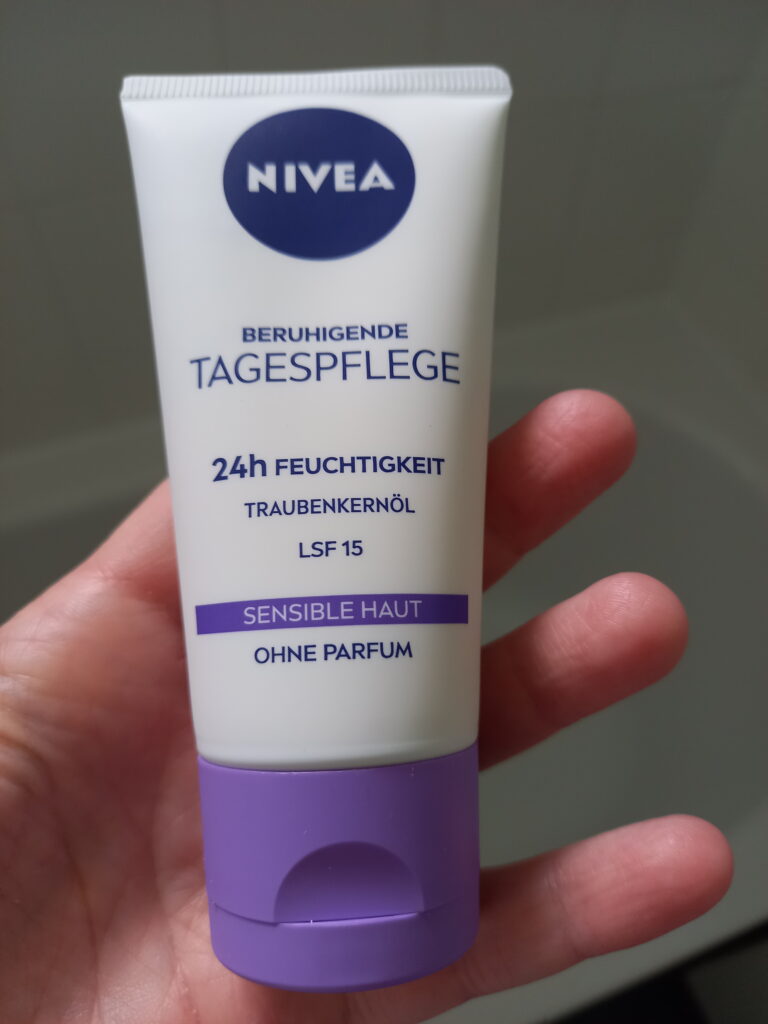 NIVEA
BERUHIGENDE
TAGESPFLEGE
24h FEUCHTIGKEIT
TRAUBENKERNÖL
LSF 15
SENSIBLE HAUT
OHNE PARFUM